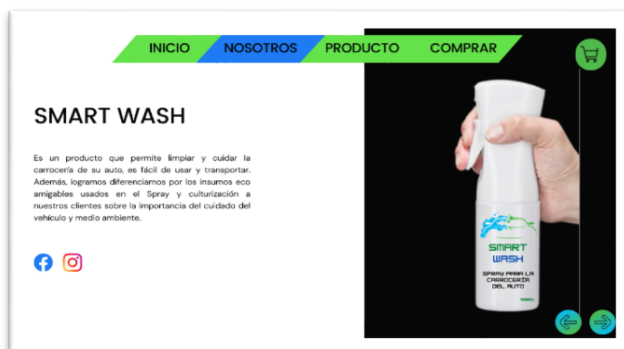 INICIO NOSOTROS PRODUCTO COMPRAR
SMART WASH
Es un producto que permite limpiar y cuidar la
carrocería de su auto, es fácil de usar y transportar.
Además, logramos diferenciarnos por los insumos eco
amigables usados en el Spray y culturización a
nuestros clientes sobre la importancia del cuidado del
vehículo y medio ambiente.
SMART
WASH
SPRAY PARA LA
CARROCERÍA
DEL AUTO